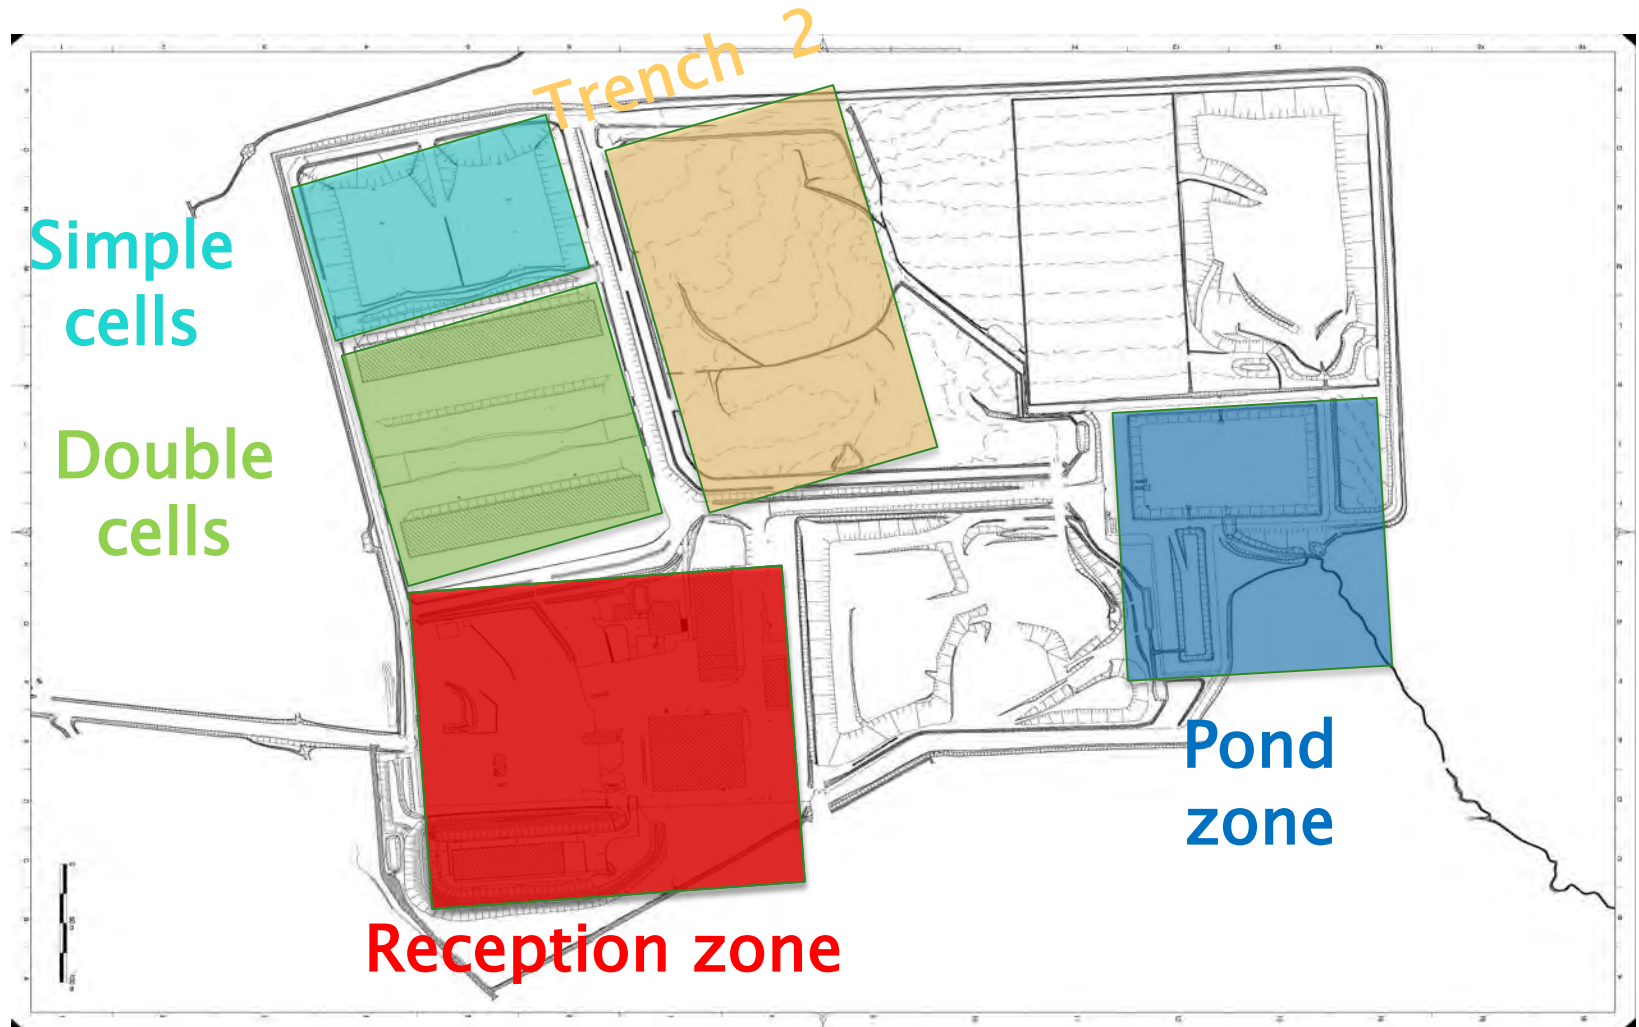 Trench 2
Simple
cells
Double
cells
Pond
zone
Reception zone